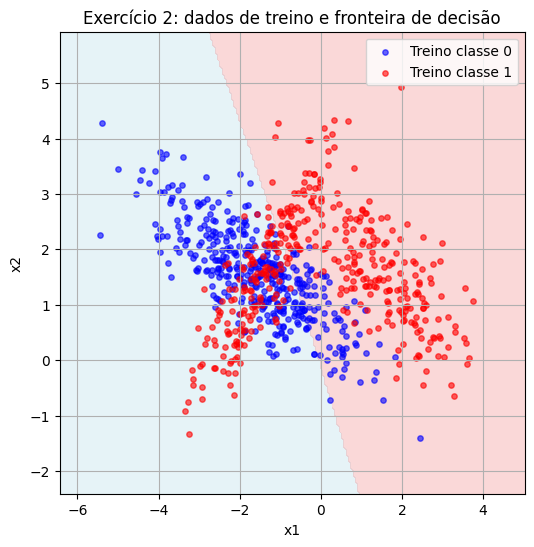 Exercício 2: dados de treino e fronteira de decisão
Treino classe 0
Treino classe 1
x2
5
4
3
2
1
0
−1
−2
−6
−4
−2
0
2
4
x1